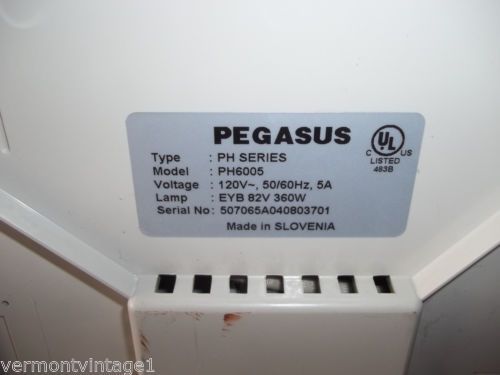 PEGASUS
Type : PH SERIES
Model : PH6005
Voltage : 120V~, 50/60Hz, 5A
Lamp : EYB 82V 360W
Serial No: 507065A040803701
Made in SLOVENIA
C UL US
LISTED
483B
vermontvintage1